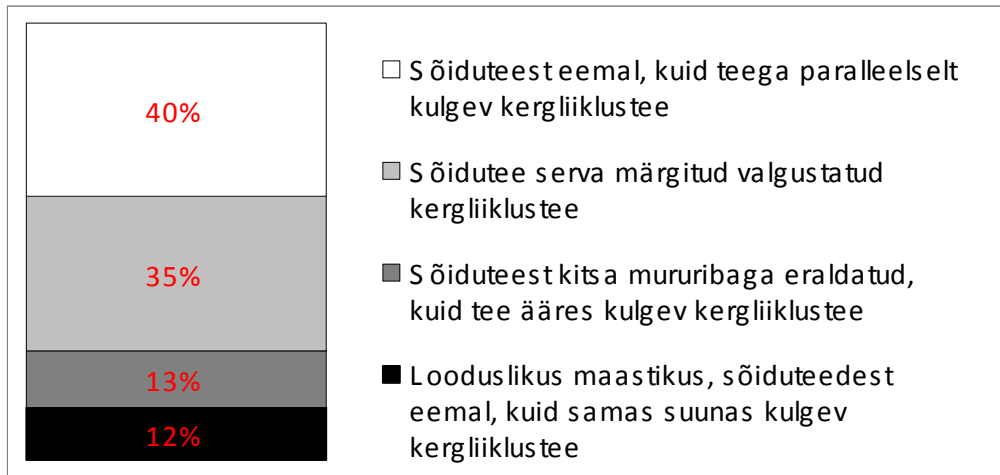 40%
35%
13%
12%
Sõiduteest eemal, kuid teega paralleelselt
kulgev kergliiklustee
Sõidutee serva märgitud valgustatud
kergliiklustee
Sõiduteest kitsa mururibaga eraldatud,
kuid tee ääres kulgev kergliiklustee
Looduslikus maastikus, sõiduteedest
eemal, kuid samas suunas kulgev
kergliiklustee